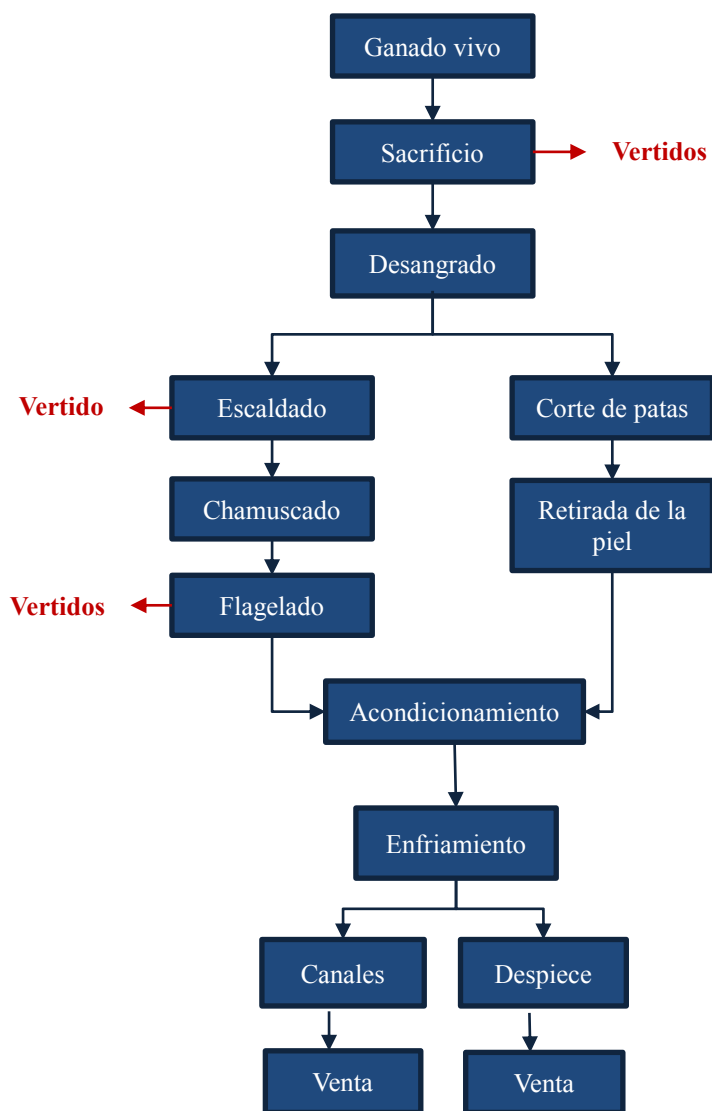 Ganado vivo
Sacrificio
Vertidos
Desangrado
Vertido
Escaldado
Corte de patas
Chamuscado
Retirada de la
piel
Vertidos
Flagelado
Acondicionamiento
Enfriamiento
Canales
Despiece
Venta
Venta